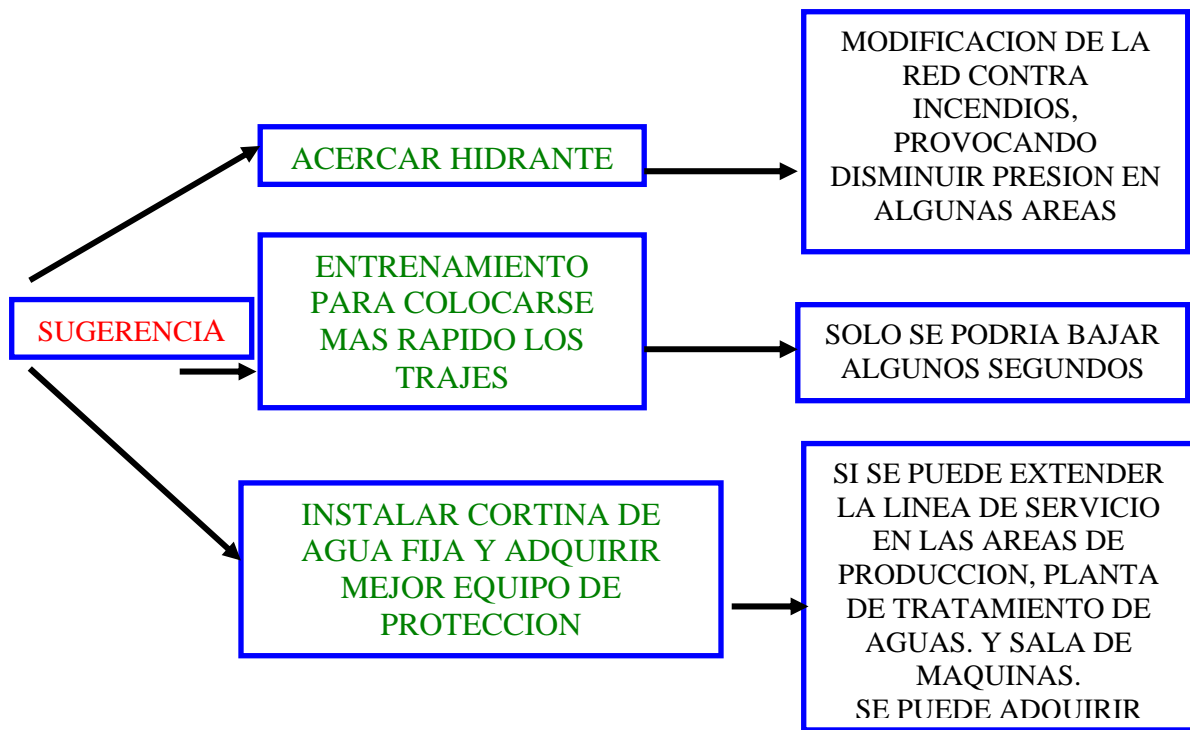 SUGERENCIA
ACERCAR HIDRANTE
MODIFICACION DE LA
RED CONTRA
INCENDIOS,
PROVOCANDO
DISMINUIR PRESION EN
ALGUNAS AREAS
ENTRENAMIENTO
PARA COLOCARSE
MAS RAPIDO LOS
TRAJES
SOLO SE PODRIA BAJAR
ALGUNOS SEGUNDOS
INSTALAR CORTINA DE
AGUA FIJA Y ADQUIRIR
MEJOR EQUIPO DE
PROTECCION
SI SE PUEDE EXTENDER
LA LINEA DE SERVICIO
EN LAS AREAS DE
PRODUCCION, PLANTA
DE TRATAMIENTO DE
AGUAS. Y SALA DE
MAQUINAS.
SE PUEDE ADQUIRIR